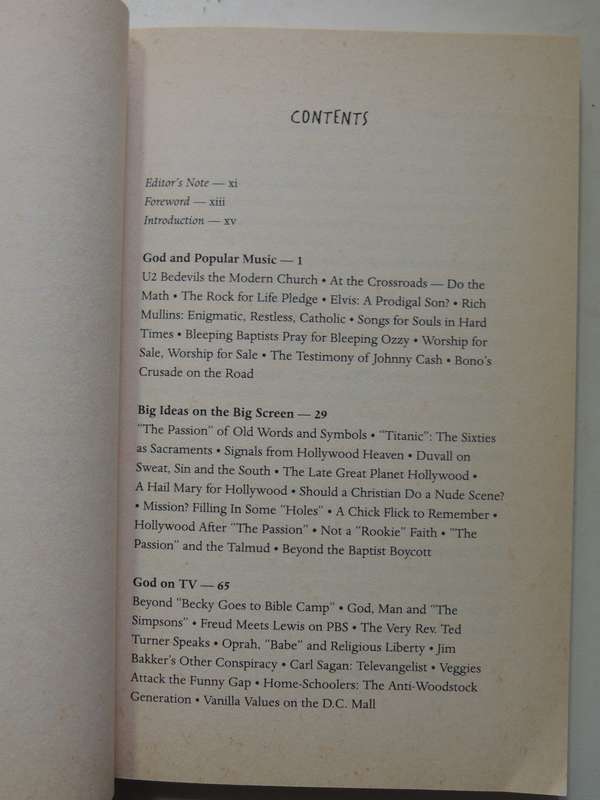 CONTENTS
Editor's Note — xi
Foreword — xiii
Introduction — xv
God and Popular Music — 1
U2 Bedevils the Modern Church • At the Crossroads — Do the
Math • The Rock for Life Pledge • Elvis: A Prodigal Son? • Rich
Mullins: Enigmatic, Restless, Catholic • Songs for Souls in Hard
Times • Bleeping Baptists Pray for Bleeping Ozzy • Worship for
Sale, Worship for Sale • The Testimony of Johnny Cash • Bono's
Crusade on the Road
Big Ideas on the Big Screen — 29
"The Passion" of Old Words and Symbols • "Titanic": The Sixties
as Sacraments • Signals from Hollywood Heaven • Duvall on
Sweat, Sin and the South • The Late Great Planet Hollywood •
A Hail Mary for Hollywood • Should a Christian Do a Nude Scene?
• Mission? Filling In Some "Holes" • A Chick Flick to Remember •
Hollywood After "The Passion" • Not a "Rookie" Faith • "The
Passion" and the Talmud • Beyond the Baptist Boycott
God on TV — 65
Beyond "Becky Goes to Bible Camp" • God, Man and "The
Simpsons" • Freud Meets Lewis on PBS • The Very Rev. Ted
Turner Speaks • Oprah, "Babe" and Religious Liberty • Jim
Bakker's Other Conspiracy • Carl Sagan: Televangelist • Veggies
Attack the Funny Gap • Home-Schoolers: The Anti-Woodstock
Generation • Vanilla Values on the D.C. Mall